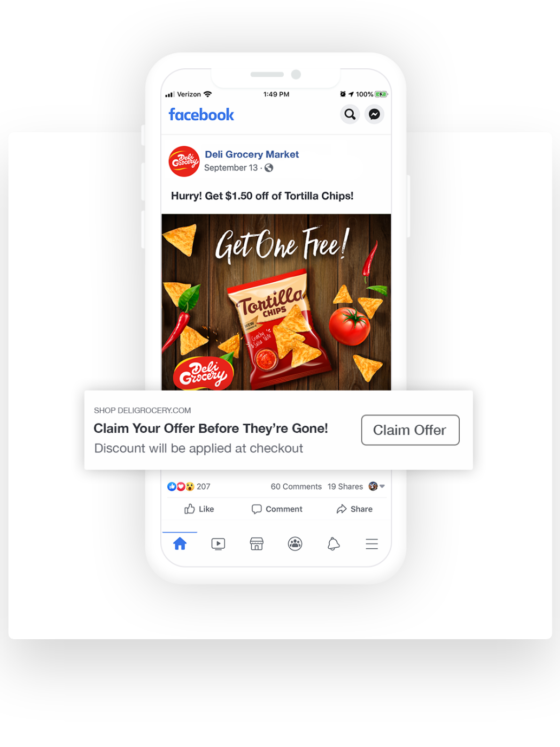 Verizon 1:49 PM 100%
facebook
Deli Grocery
Deli Grocery Market
September 13 ·
Hurry! Get $1.50 off of Tortilla Chips!
Get One Free!
Tortilla
CHIPS
Deli
Grocery
SHOP DELIGROCERY.COM
Claim Your Offer Before They're Gone!
Discount will be applied at checkout
Claim Offer
207 60 Comments 19 Shares
Like Comment Share